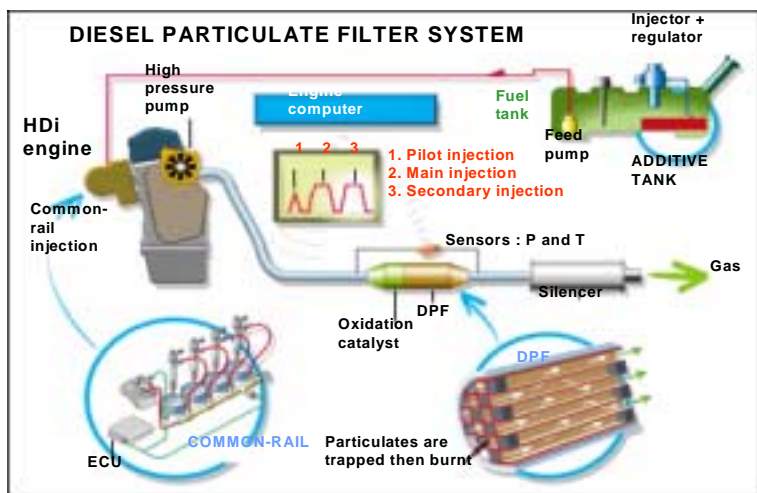 DIESEL PARTICULATE FILTER SYSTEM
Injector +
regulator
High
pressure
pump
Engine
computer
Fuel
tank
HDi
engine
Feed
pump
ADDITIVE
TANK
1 2 3
1. Pilot injection
2. Main injection
3. Secondary injection
Common-
rail
injection
Sensors : P and T
Gas
Silencer
DPF
Oxidation
catalyst
DPF
COMMON-RAIL
Particulates are
trapped then burnt
ECU